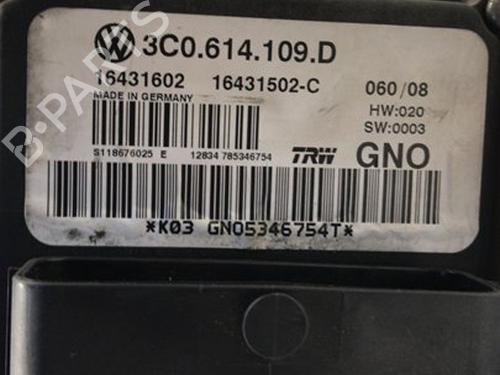 3C0.614.109.D
16431602 16431502-C 060/08
MADE IN GERMANY HW:020
SW:0003
S118676025 E 12834 785346754 TRW GNO
*K03 GNO5346754T*
B-PARTS